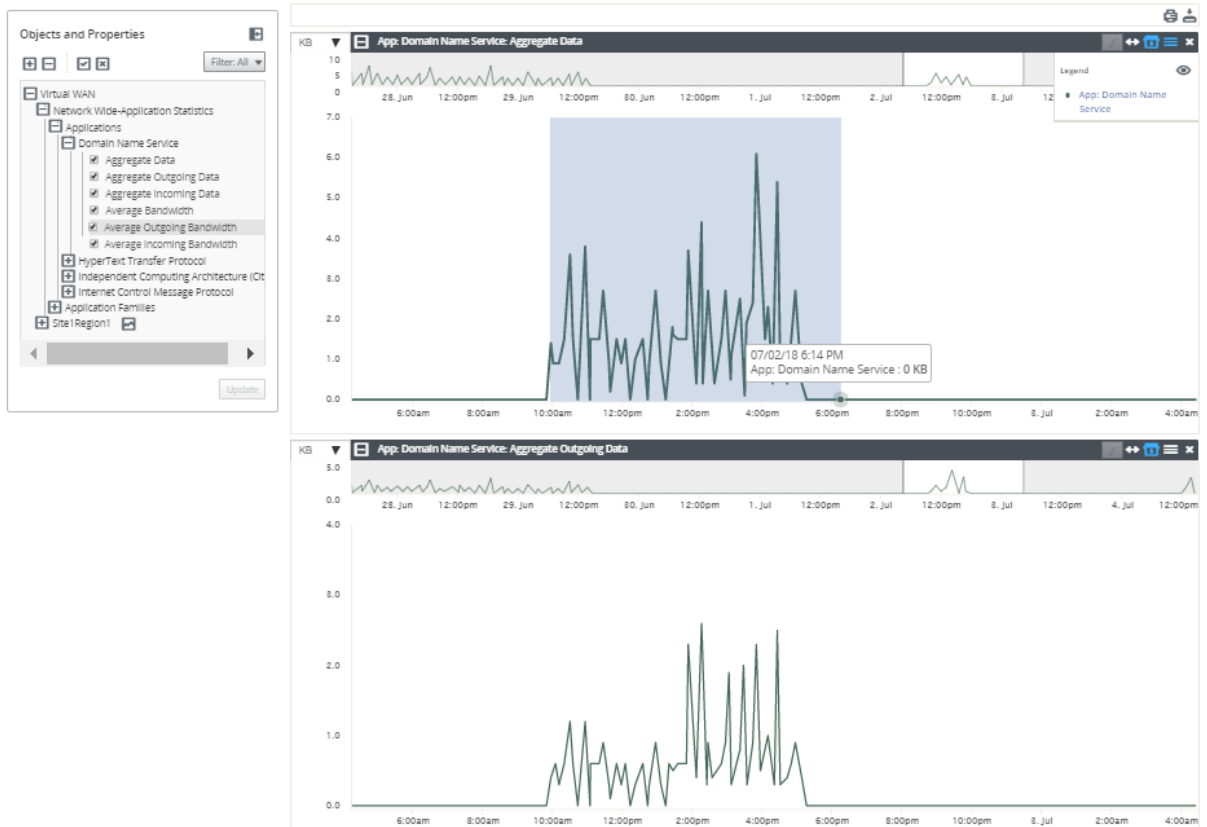 Objects and Properties
Filter: All
Virtual WAN
Network Wide-Application Statistics
Applications
Domain Name Service
Aggregate Data
Aggregate Outgoing Data
Aggregate Incoming Data
Average Bandwidth
Average Outgoing Bandwidth
Average Incoming Bandwidth
HyperText Transfer Protocol
Independent Computing Architecture (Cit
Internet Control Message Protocol
Application Families
Site1Region1
Update
KB ▼ App: Domain Name Service: Aggregate Data
10
5
0
28. Jun 12:00pm 29. Jun 12:00pm 30. Jun 12:00pm 1. Jul 12:00pm 2. Jul 12:00pm 3. Jul 12
Legend
App: Domain Name
Service
7.0
6.0
5.0
4.0
3.0
2.0
1.0
0.0
07/02/18 6:14 PM
App: Domain Name Service : 0 KB
6:00am 8:00am 10:00am 12:00pm 2:00pm 4:00pm 6:00pm 8:00pm 10:00pm 3. Jul 2:00am 4:00am
KB ▼ App: Domain Name Service: Aggregate Outgoing Data
5.0
0.0
28. Jun 12:00pm 29. Jun 12:00pm 30. Jun 12:00pm 1. Jul 12:00pm 2. Jul 12:00pm 3. Jul 12:00pm 4. Jul 12:00pm
4.0
3.0
2.0
1.0
0.0
6:00am 8:00am 10:00am 12:00pm 2:00pm 4:00pm 6:00pm 8:00pm 10:00pm 3. Jul 2:00am 4:00am